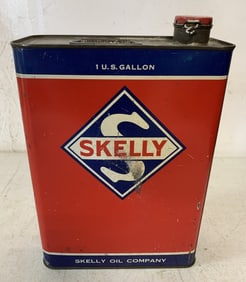 1 U.S. GALLON
S
SKELLY
SKELLY OIL COMPANY